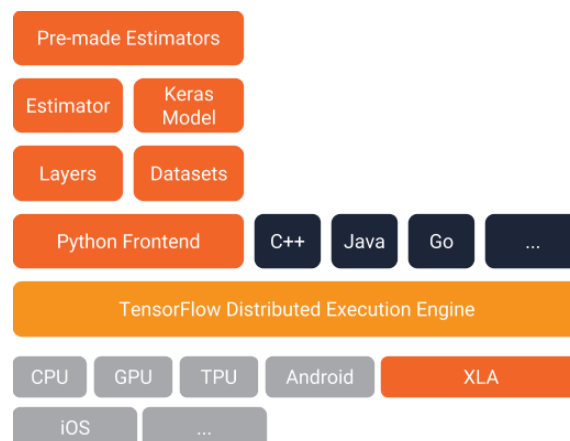 Pre-made Estimators
Estimator
Keras
Model
Layers
Datasets
Python Frontend
C++
Java
Go
...
TensorFlow Distributed Execution Engine
CPU
GPU
TPU
Android
XLA
iOS
...